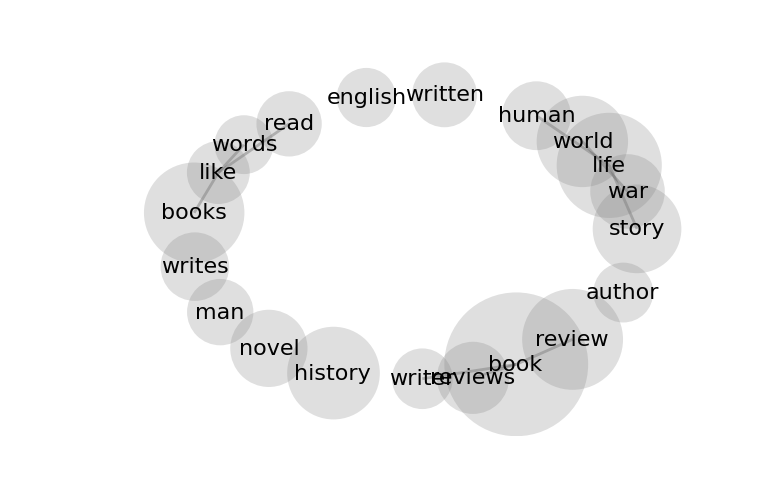 english
written
human
read
world
words
life
like
war
books
story
writes
author
man
review
novel
book
history
writer
reviews